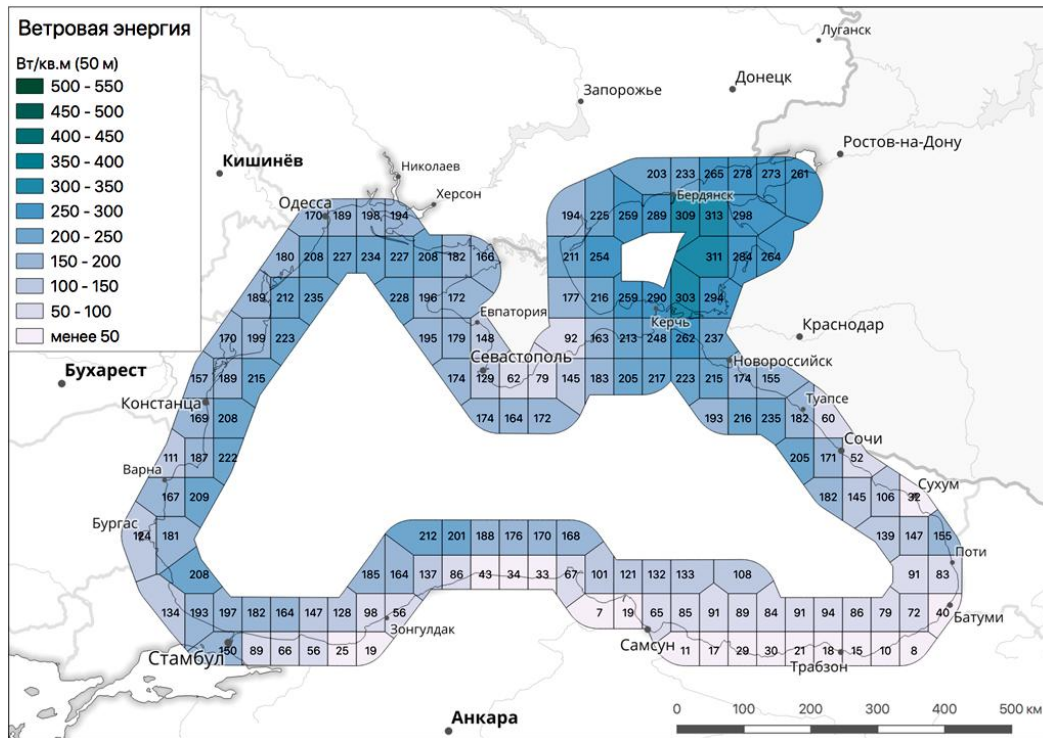 Ветровая энергия
Вт/кв.м (50 м)
500 - 550
450 - 500
400 - 450
350 - 400
300 - 350
250 - 300
200 - 250
150 - 200
100 - 150
50 - 100
менее 50
Луганск
Донецк
Запорожье
Ростов-на-Дону
Кишинёв
Николаев
Херсон
203 233 265 278 273 261
Бердянск
Одесса
170 189 198 194
194 225 259 289 309 313 298
180 208 227 234 227 208 182 166
211 254 311 284 264
189 212 235 228 196 172
177 216 259 290 303 294
Евпатория
Керчь
Краснодар
170 199 223 195 179 148
92 163 213 248 262 237
Бухарест
Севастополь
Новороссийск
157 189 215 174 129 62 79 145 183 205 217 223 215 174 155
Констанца
Туапсе
169 208 174 164 172 193 216 235 182 60
Сочи
111 187 222 205 171 52
Варна
Сухум
167 209 182 145 106 32
Бургас
124 181 212 201 188 176 170 168 139 147 155
Поти
208 185 164 137 86 43 34 33 67 101 121 132 133 108 91 83
134 193 197 182 164 147 128 98 56 7 19 65 85 91 89 84 91 94 86 79 72 40
Батуми
Зонгулдак
Самсун
Стамбул
150 89 66 56 25 19 11 17 29 30 21 18 15 10 8
Трабзон
Анкара
0 100 200 300 400 500 км